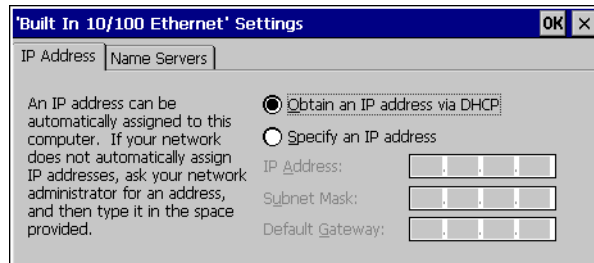 'Built In 10/100 Ethernet' Settings OK ×
IP Address Name Servers
An IP address can be
automatically assigned to this
computer. If your network
does not automatically assign
IP addresses, ask your network
administrator for an address,
and then type it in the space
provided.
Obtain an IP address via DHCP
Specify an IP address
IP Address:
Subnet Mask:
Default Gateway: